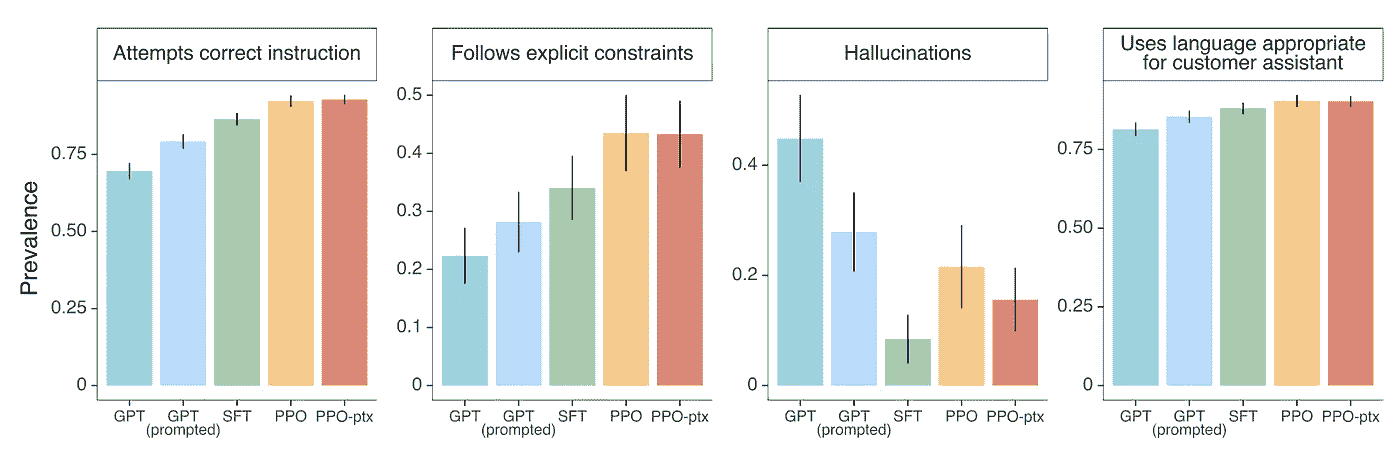 Attempts correct instruction
Follows explicit constraints
Hallucinations
Uses language appropriate
for customer assistant
Prevalence
0.75
0.50
0.25
0
GPT
GPT
(prompted)
SFT
PPO
PPO-ptx
0.5
0.4
0.3
0.2
0.1
0
GPT
GPT
(prompted)
SFT
PPO
PPO-ptx
0.4
0.2
0
GPT
GPT
(prompted)
SFT
PPO
PPO-ptx
0.75
0.50
0.25
0
GPT
GPT
(prompted)
SFT
PPO
PPO-ptx